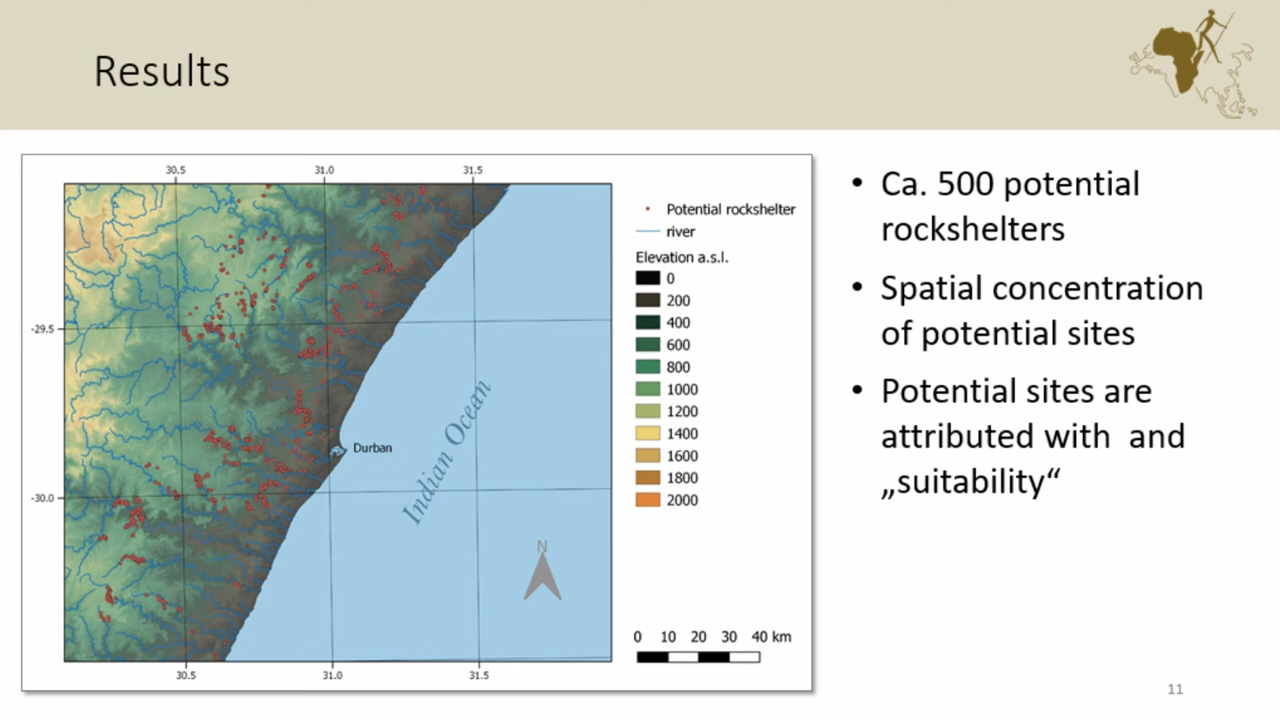 Results
30.5 31.0 31.5
-29.5
-30.0
30.5 31.0 31.5
Durban
Indian Ocean
N
Potential rockshelter
river
Elevation a.s.l.
0
200
400
600
800
1000
1200
1400
1600
1800
2000
0 10 20 30 40 km
• Ca. 500 potential
rockshelters
• Spatial concentration
of potential sites
• Potential sites are
attributed with and
„suitability“
11